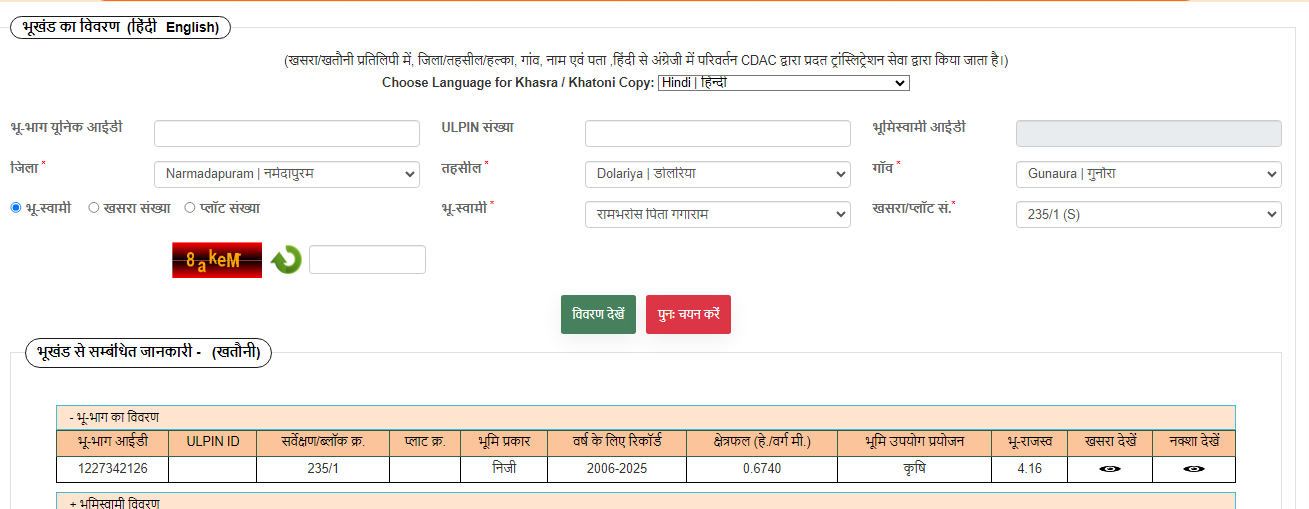 भूखंड का विवरण (हिंदी English)
(खसरा/खतौनी प्रतिलिपी में, जिला/तहसील/हल्का, गांव, नाम एवं पता ,हिंदी से अंग्रेजी में परिवर्तन CDAC द्वारा प्रदत ट्रांस्लिट्रेशन सेवा द्वारा किया जाता है।)
Choose Language for Khasra / Khatoni Copy: Hindi | हिन्दी
भू-भाग यूनिक आईडी ULPIN संख्या भूमिस्वामी आईडी
जिला * Narmadapuram | नर्मदापुरम तहसील * Dolariya | डोलरिया गाँव * Gunaura | गुनौरा
भू-स्वामी खसरा संख्या प्लॉट संख्या भू-स्वामी * रामभरोस पिता गंगाराम खसरा/प्लॉट सं.* 235/1 (S)
8akeM
विवरण देखें पुनः चयन करें
भूखंड से सम्बंधित जानकारी - (खतौनी)
- भू-भाग का विवरण
भू-भाग आईडी ULPIN ID सर्वेक्षण/ब्लॉक क्र. प्लाट क्र. भूमि प्रकार वर्ष के लिए रिकॉर्ड क्षेत्रफल (हे./वर्ग मी.) भूमि उपयोग प्रयोजन भू-राजस्व खसरा देखें नक्शा देखें
1227342126 235/1 निजी 2006-2025 0.6740 कृषि 4.16
+ भूमिस्वामी विवरण